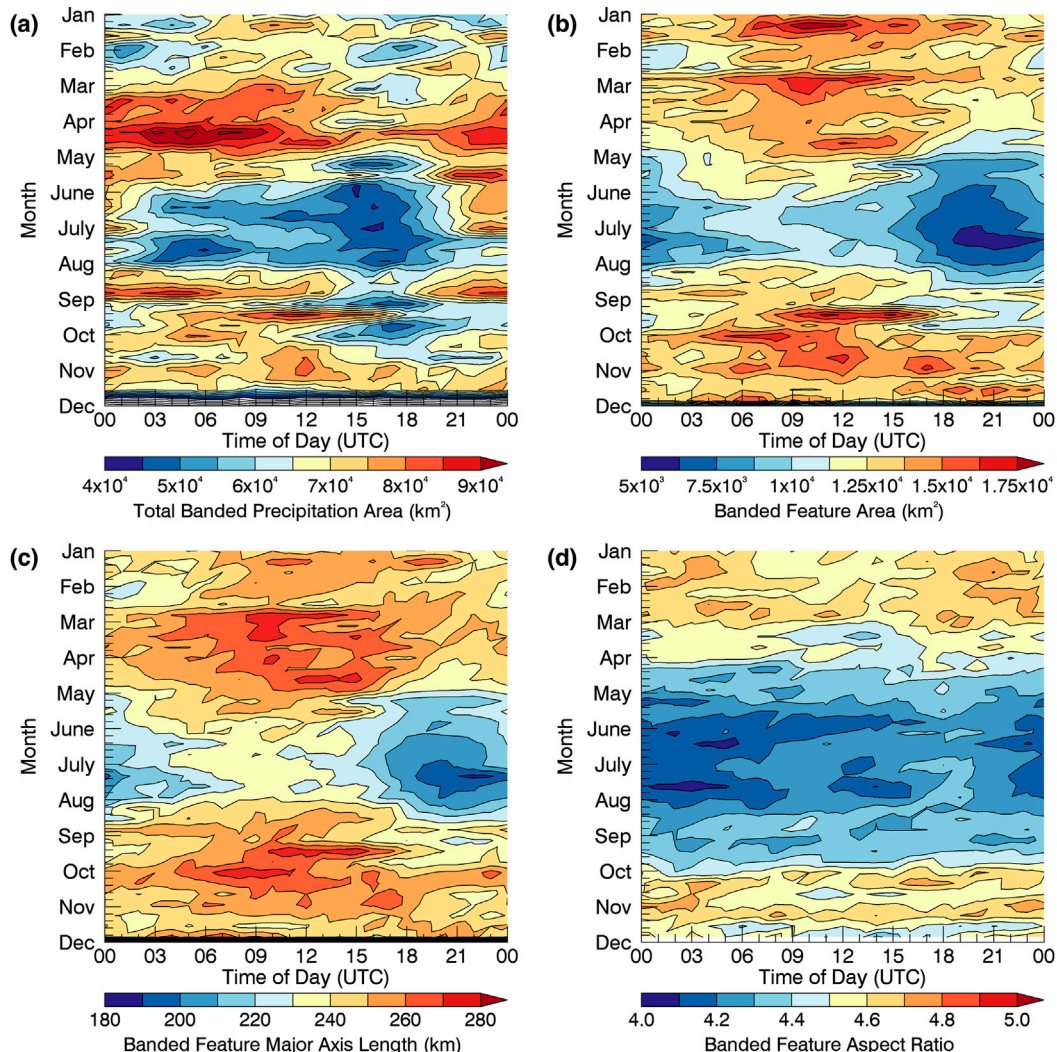 (a)
Jan
Feb
Mar
Apr
May
June
July
Aug
Sep
Oct
Nov
Dec
Month
00 03 06 09 12 15 18 21 00
Time of Day (UTC)
4x10⁴ 5x10⁴ 6x10⁴ 7x10⁴ 8x10⁴ 9x10⁴
Total Banded Precipitation Area (km²)
(b)
Jan
Feb
Mar
Apr
May
June
July
Aug
Sep
Oct
Nov
Dec
Month
00 03 06 09 12 15 18 21 00
Time of Day (UTC)
5x10³ 7.5x10³ 1x10⁴ 1.25x10⁴ 1.5x10⁴ 1.75x10⁴
Banded Feature Area (km²)
(c)
Jan
Feb
Mar
Apr
May
June
July
Aug
Sep
Oct
Nov
Dec
Month
00 03 06 09 12 15 18 21 00
Time of Day (UTC)
180 200 220 240 260 280
Banded Feature Major Axis Length (km)
(d)
Jan
Feb
Mar
Apr
May
June
July
Aug
Sep
Oct
Nov
Dec
Month
00 03 06 09 12 15 18 21 00
Time of Day (UTC)
4.0 4.2 4.4 4.6 4.8 5.0
Banded Feature Aspect Ratio